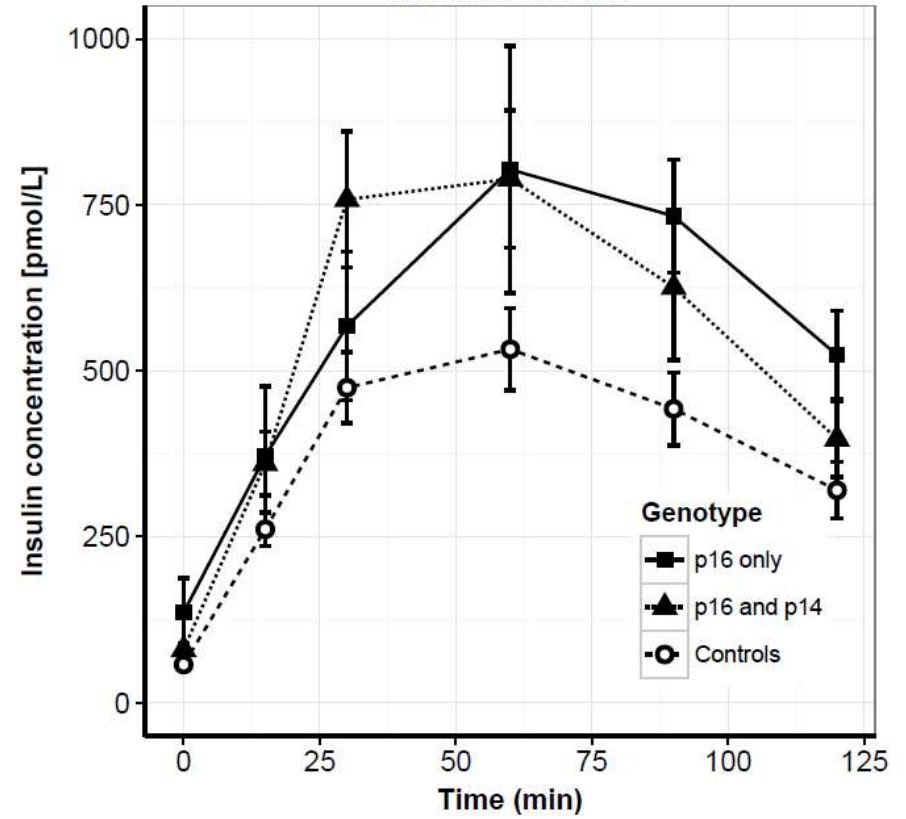 Insulin concentration [pmol/L]
1000
750
500
250
0
Genotype
p16 only
p16 and p14
Controls
0 25 50 75 100 125
Time (min)